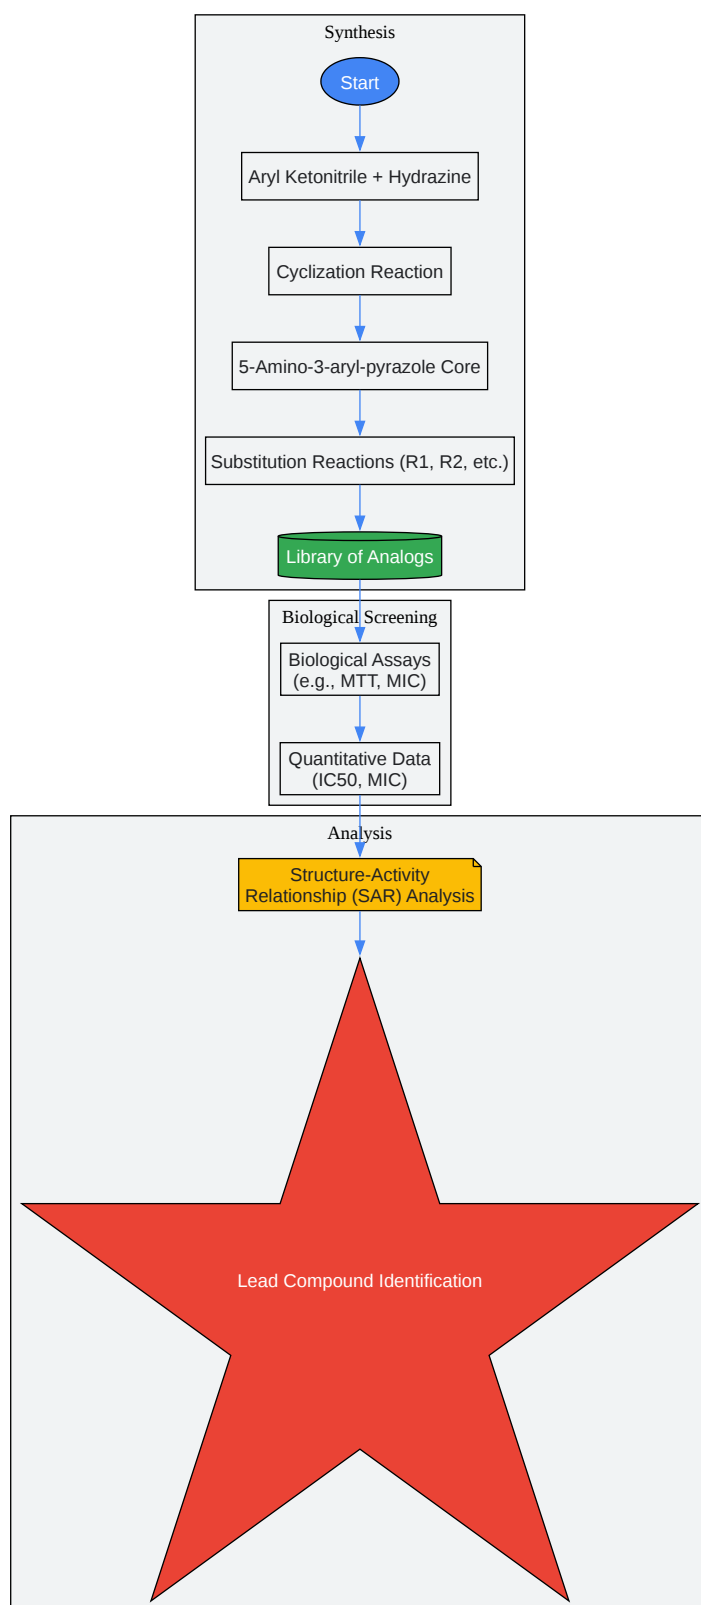 Synthesis
Start
Aryl Ketonitrile + Hydrazine
Cyclization Reaction
5-Amino-3-aryl-pyrazole Core
Substitution Reactions (R1, R2, etc.)
Library of Analogs
Biological Screening
Biological Assays
(e.g., MTT, MIC)
Quantitative Data
(IC50, MIC)
Analysis
Structure-Activity
Relationship (SAR) Analysis
Lead Compound Identification